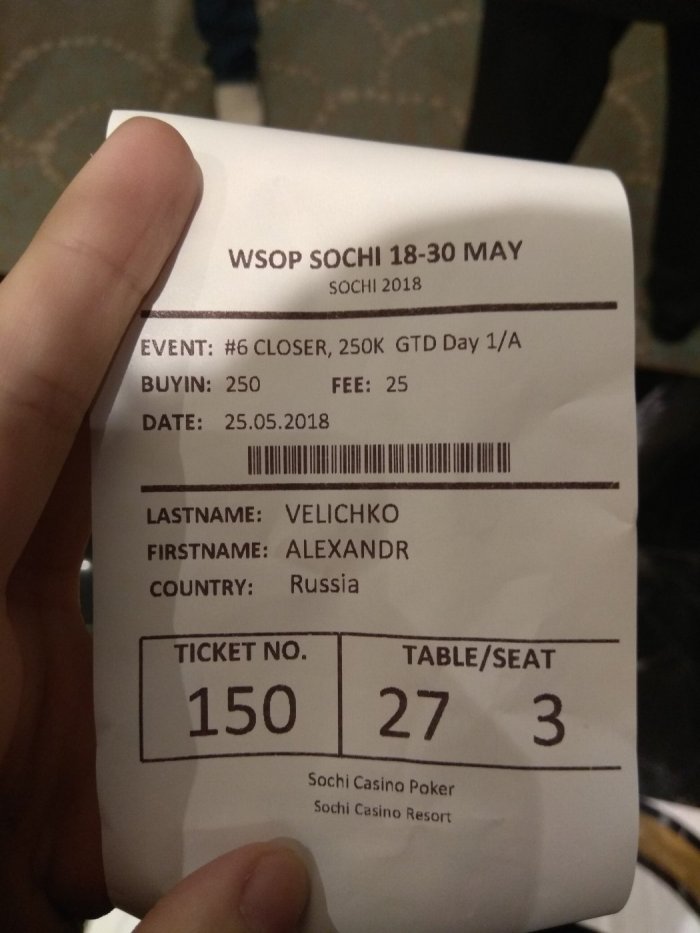 WSOP SOCHI 18-30 MAY
SOCHI 2018
EVENT: #6 CLOSER, 250K GTD Day 1/A
BUYIN: 250 FEE: 25
DATE: 25.05.2018
LASTNAME: VELICHKO
FIRSTNAME: ALEXANDR
COUNTRY: Russia
TICKET NO. TABLE/SEAT
150 27 3
Sochi Casino Poker
Sochi Casino Resort